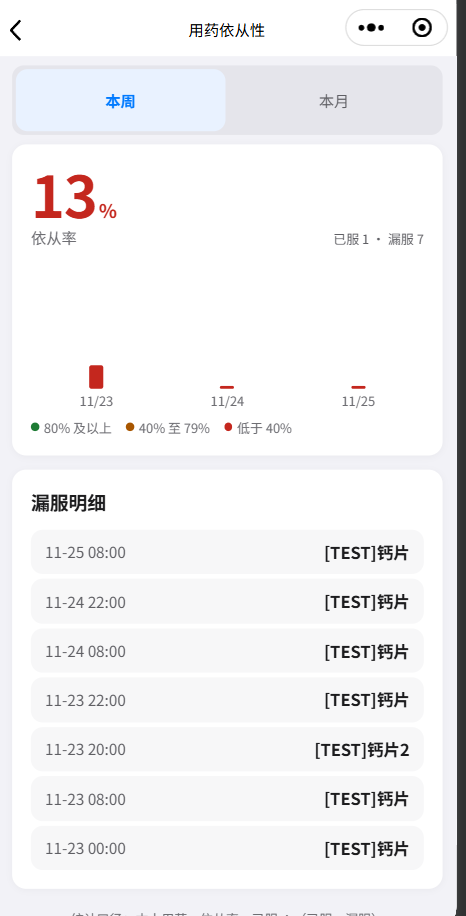 用药依从性
本周 本月
13%
依从率 已服 1 · 漏服 7
11/23 11/24 11/25
80% 及以上 40% 至 79% 低于 40%
漏服明细
11-25 08:00 [TEST]钙片
11-24 22:00 [TEST]钙片
11-24 08:00 [TEST]钙片
11-23 22:00 [TEST]钙片
11-23 20:00 [TEST]钙片2
11-23 08:00 [TEST]钙片
11-23 00:00 [TEST]钙片